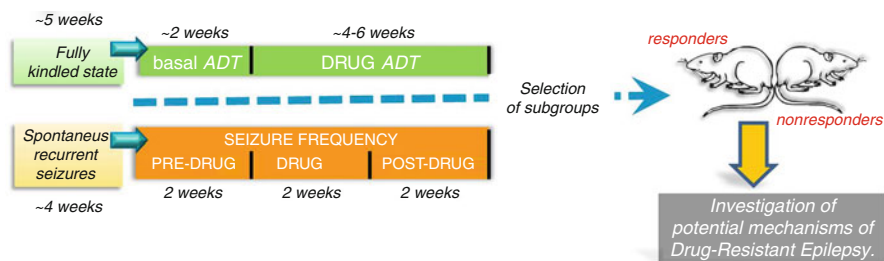 ~5 weeks
Fully
kindled state
~2 weeks
~4-6 weeks
basal ADT
DRUG ADT
Spontaneus
recurrent
seizures
~4 weeks
SEIZURE FREQUENCY
PRE-DRUG
DRUG
POST-DRUG
2 weeks
2 weeks
2 weeks
Selection
of subgroups
responders
nonresponders
Investigation of
potential mechanisms of
Drug-Resistant Epilepsy.